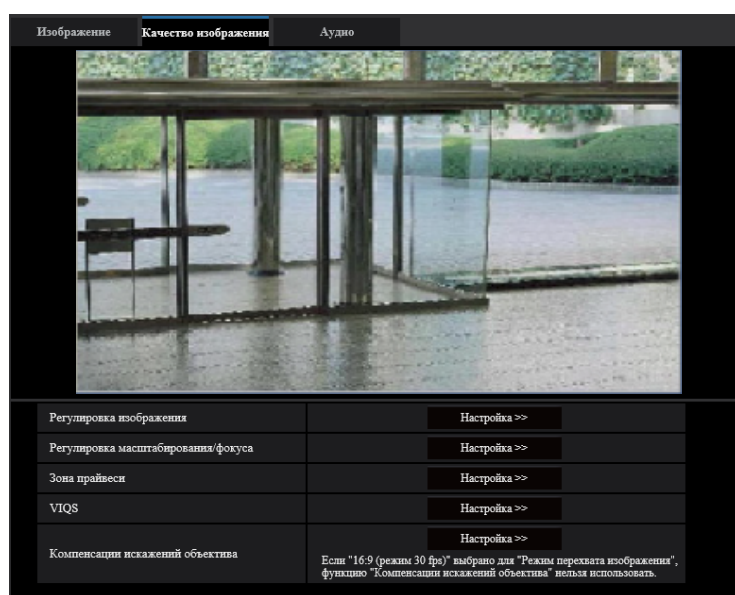 Изображение Качество изображения Аудио
Регулировка изображения Настройка >>
Регулировка масштабирования/фокуса Настройка >>
Зона прайвеси Настройка >>
VIQS Настройка >>
Компенсации искажений объектива Настройка >>
Если "16:9 (режим 30 fps)" выбрано для "Режим перехвата изображения",
функцию "Компенсации искажений объектива" нельзя использовать.